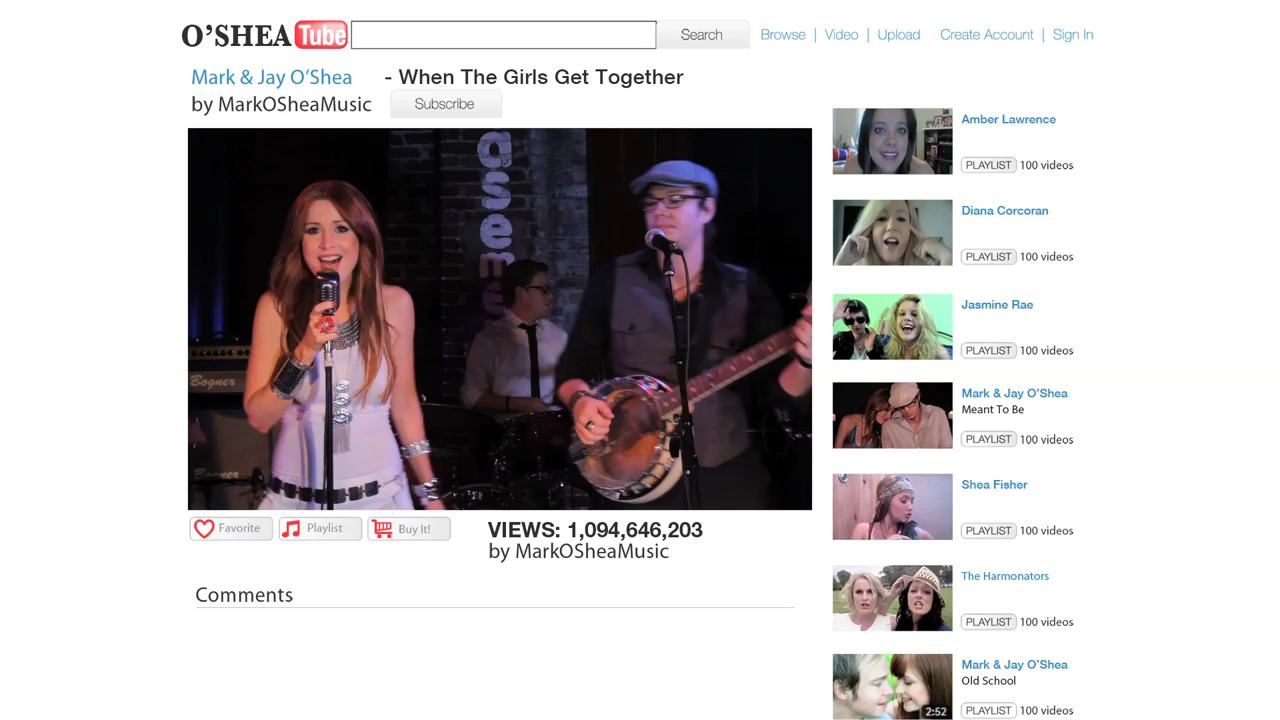 O'SHEA Tube
Search
Browse | Video | Upload Create Account | Sign In
Mark & Jay O'Shea - When The Girls Get Together
by MarkOSheaMusic
Subscribe
Bogner
Bogner
VIEWS: 1,094,646,203
by MarkOSheaMusic
Favorite
Playlist
Buy It!
Comments
Amber Lawrence
PLAYLIST 100 videos
Diana Corcoran
PLAYLIST 100 videos
Jasmine Rae
PLAYLIST 100 videos
Mark & Jay O'Shea
Meant To Be
PLAYLIST 100 videos
Shea Fisher
PLAYLIST 100 videos
The Harmonators
PLAYLIST 100 videos
Mark & Jay O'Shea
Old School
2:52
PLAYLIST 100 videos